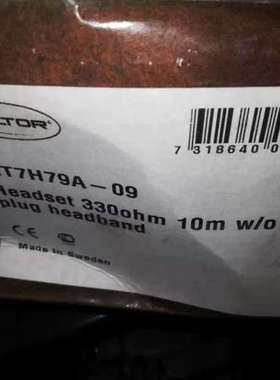 LTOR
7 318640 0
T7H79A-09
Headset 330ohm 10m w/o
plug headband
CE
Made in Sweden